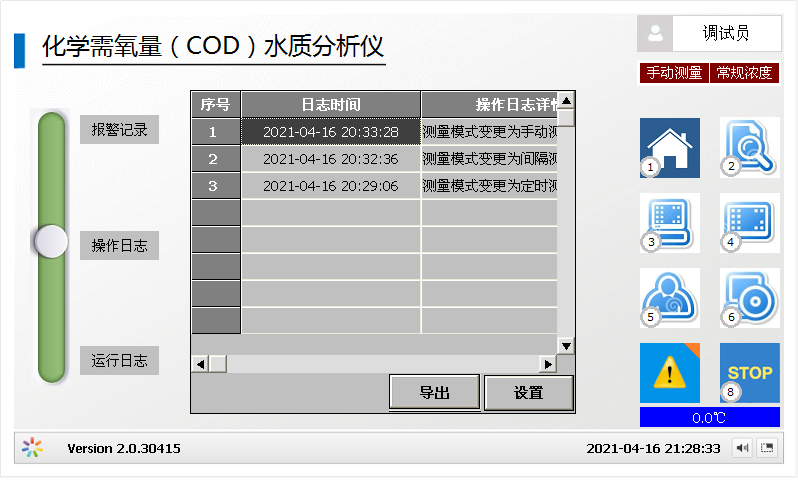 化学需氧量（COD）水质分析仪
调试员
手动测量 常规浓度
报警记录
操作日志
运行日志
序号 日志时间 操作日志详
1 2021-04-16 20:33:28 测量模式变更为手动
2 2021-04-16 20:32:36 测量模式变更为间隔
3 2021-04-16 20:29:06 测量模式变更为定时
导出 设置
1 2
3 4
5 6
STOP
8
0.0℃
Version 2.0.30415 2021-04-16 21:28:33